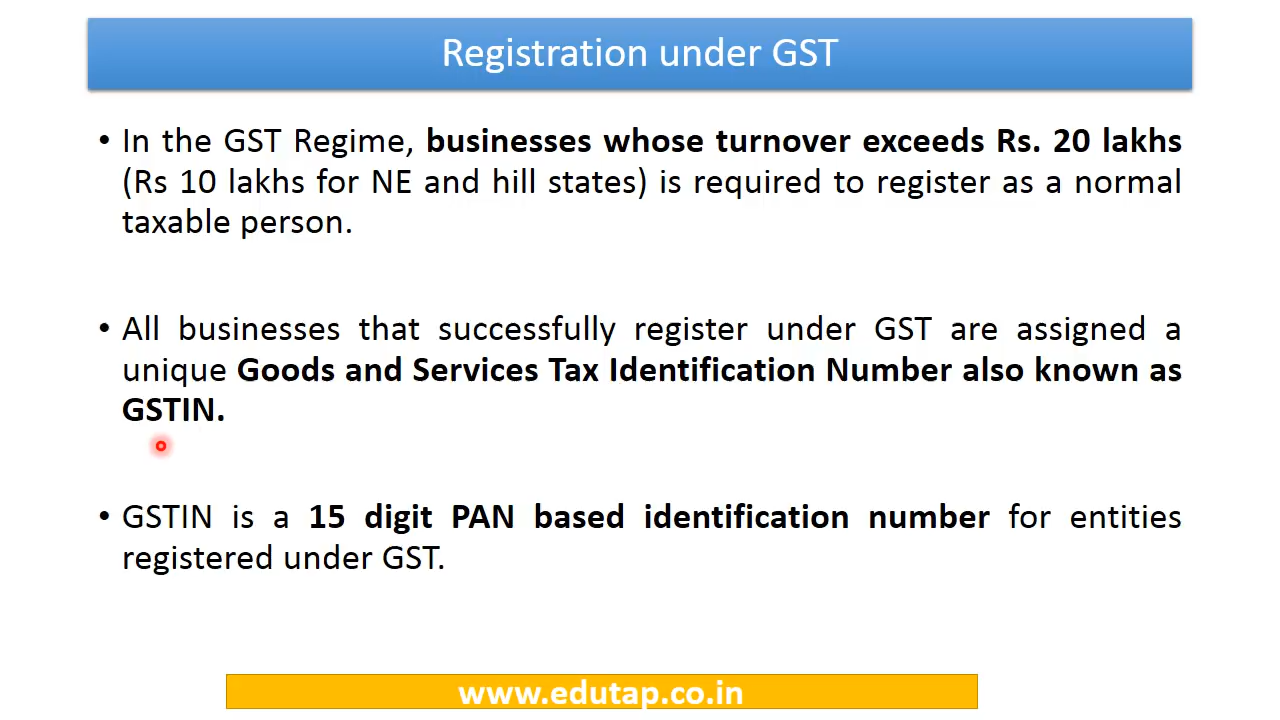 Registration under GST
• In the GST Regime, businesses whose turnover exceeds Rs. 20 lakhs
(Rs 10 lakhs for NE and hill states) is required to register as a normal
taxable person.
• All businesses that successfully register under GST are assigned a
unique Goods and Services Tax Identification Number also known as
GSTIN.
• GSTIN is a 15 digit PAN based identification number for entities
registered under GST.
www.edutap.co.in